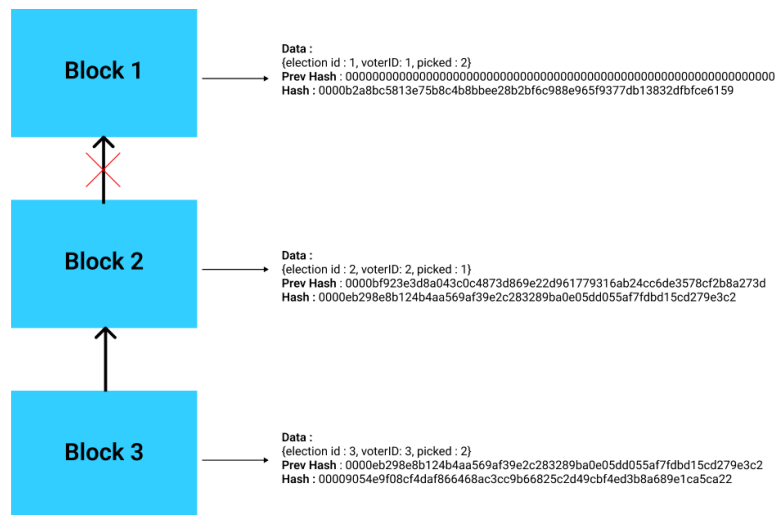 Block 1
Data :
{election id : 1, voterID: 1, picked : 2}
Prev Hash : 0000000000000000000000000000000000000000000000000000000000000000
Hash : 0000b2a8bc5813e75b8c4b8bbee28b2bf6c988e965f9377db13832dfbfce6159
Block 2
Data :
{election id : 2, voterID: 2, picked : 1}
Prev Hash : 0000bf923e3d8a043c0c4873d869e22d961779316ab24cc6de3578cf2b8a273d
Hash : 0000eb298e8b124b4aa569af39e2c283289ba0e05dd055af7fdbd15cd279e3c2
Block 3
Data :
{election id : 3, voterID: 3, picked : 2}
Prev Hash : 0000eb298e8b124b4aa569af39e2c283289ba0e05dd055af7fdbd15cd279e3c2
Hash : 00009054e9f08cf4daf866468ac3cc9b66825c2d49cbf4ed3b8a689e1ca5ca22